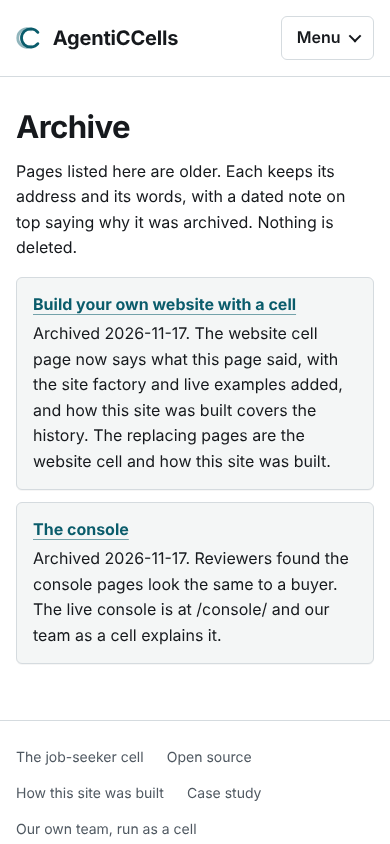 AgentiCCells
Menu
Archive
Pages listed here are older. Each keeps its
address and its words, with a dated note on
top saying why it was archived. Nothing is
deleted.
Build your own website with a cell
Archived 2026-11-17. The website cell
page now says what this page said, with
the site factory and live examples added,
and how this site was built covers the
history. The replacing pages are the
website cell and how this site was built.
The console
Archived 2026-11-17. Reviewers found the
console pages look the same to a buyer.
The live console is at /console/ and our
team as a cell explains it.
The job-seeker cell Open source
How this site was built Case study
Our own team, run as a cell